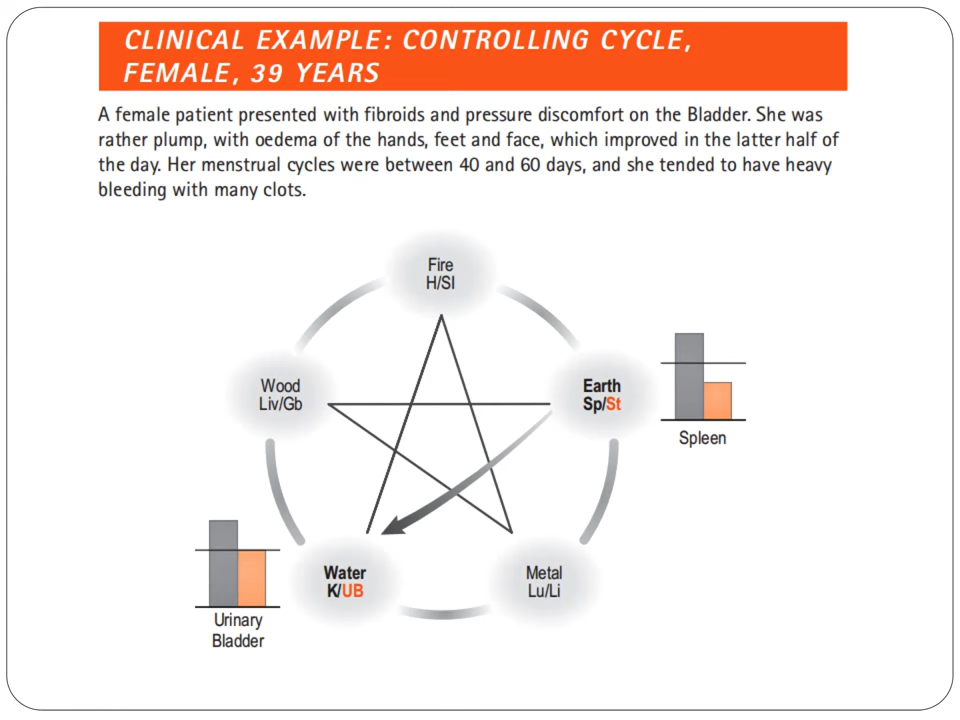 CLINICAL EXAMPLE: CONTROLLING CYCLE,
FEMALE, 39 YEARS
A female patient presented with fibroids and pressure discomfort on the Bladder. She was
rather plump, with oedema of the hands, feet and face, which improved in the latter half of
the day. Her menstrual cycles were between 40 and 60 days, and she tended to have heavy
bleeding with many clots.
Fire
H/SI
Wood
Liv/Gb
Earth
Sp/St
Spleen
Water
K/UB
Metal
Lu/Li
Urinary
Bladder